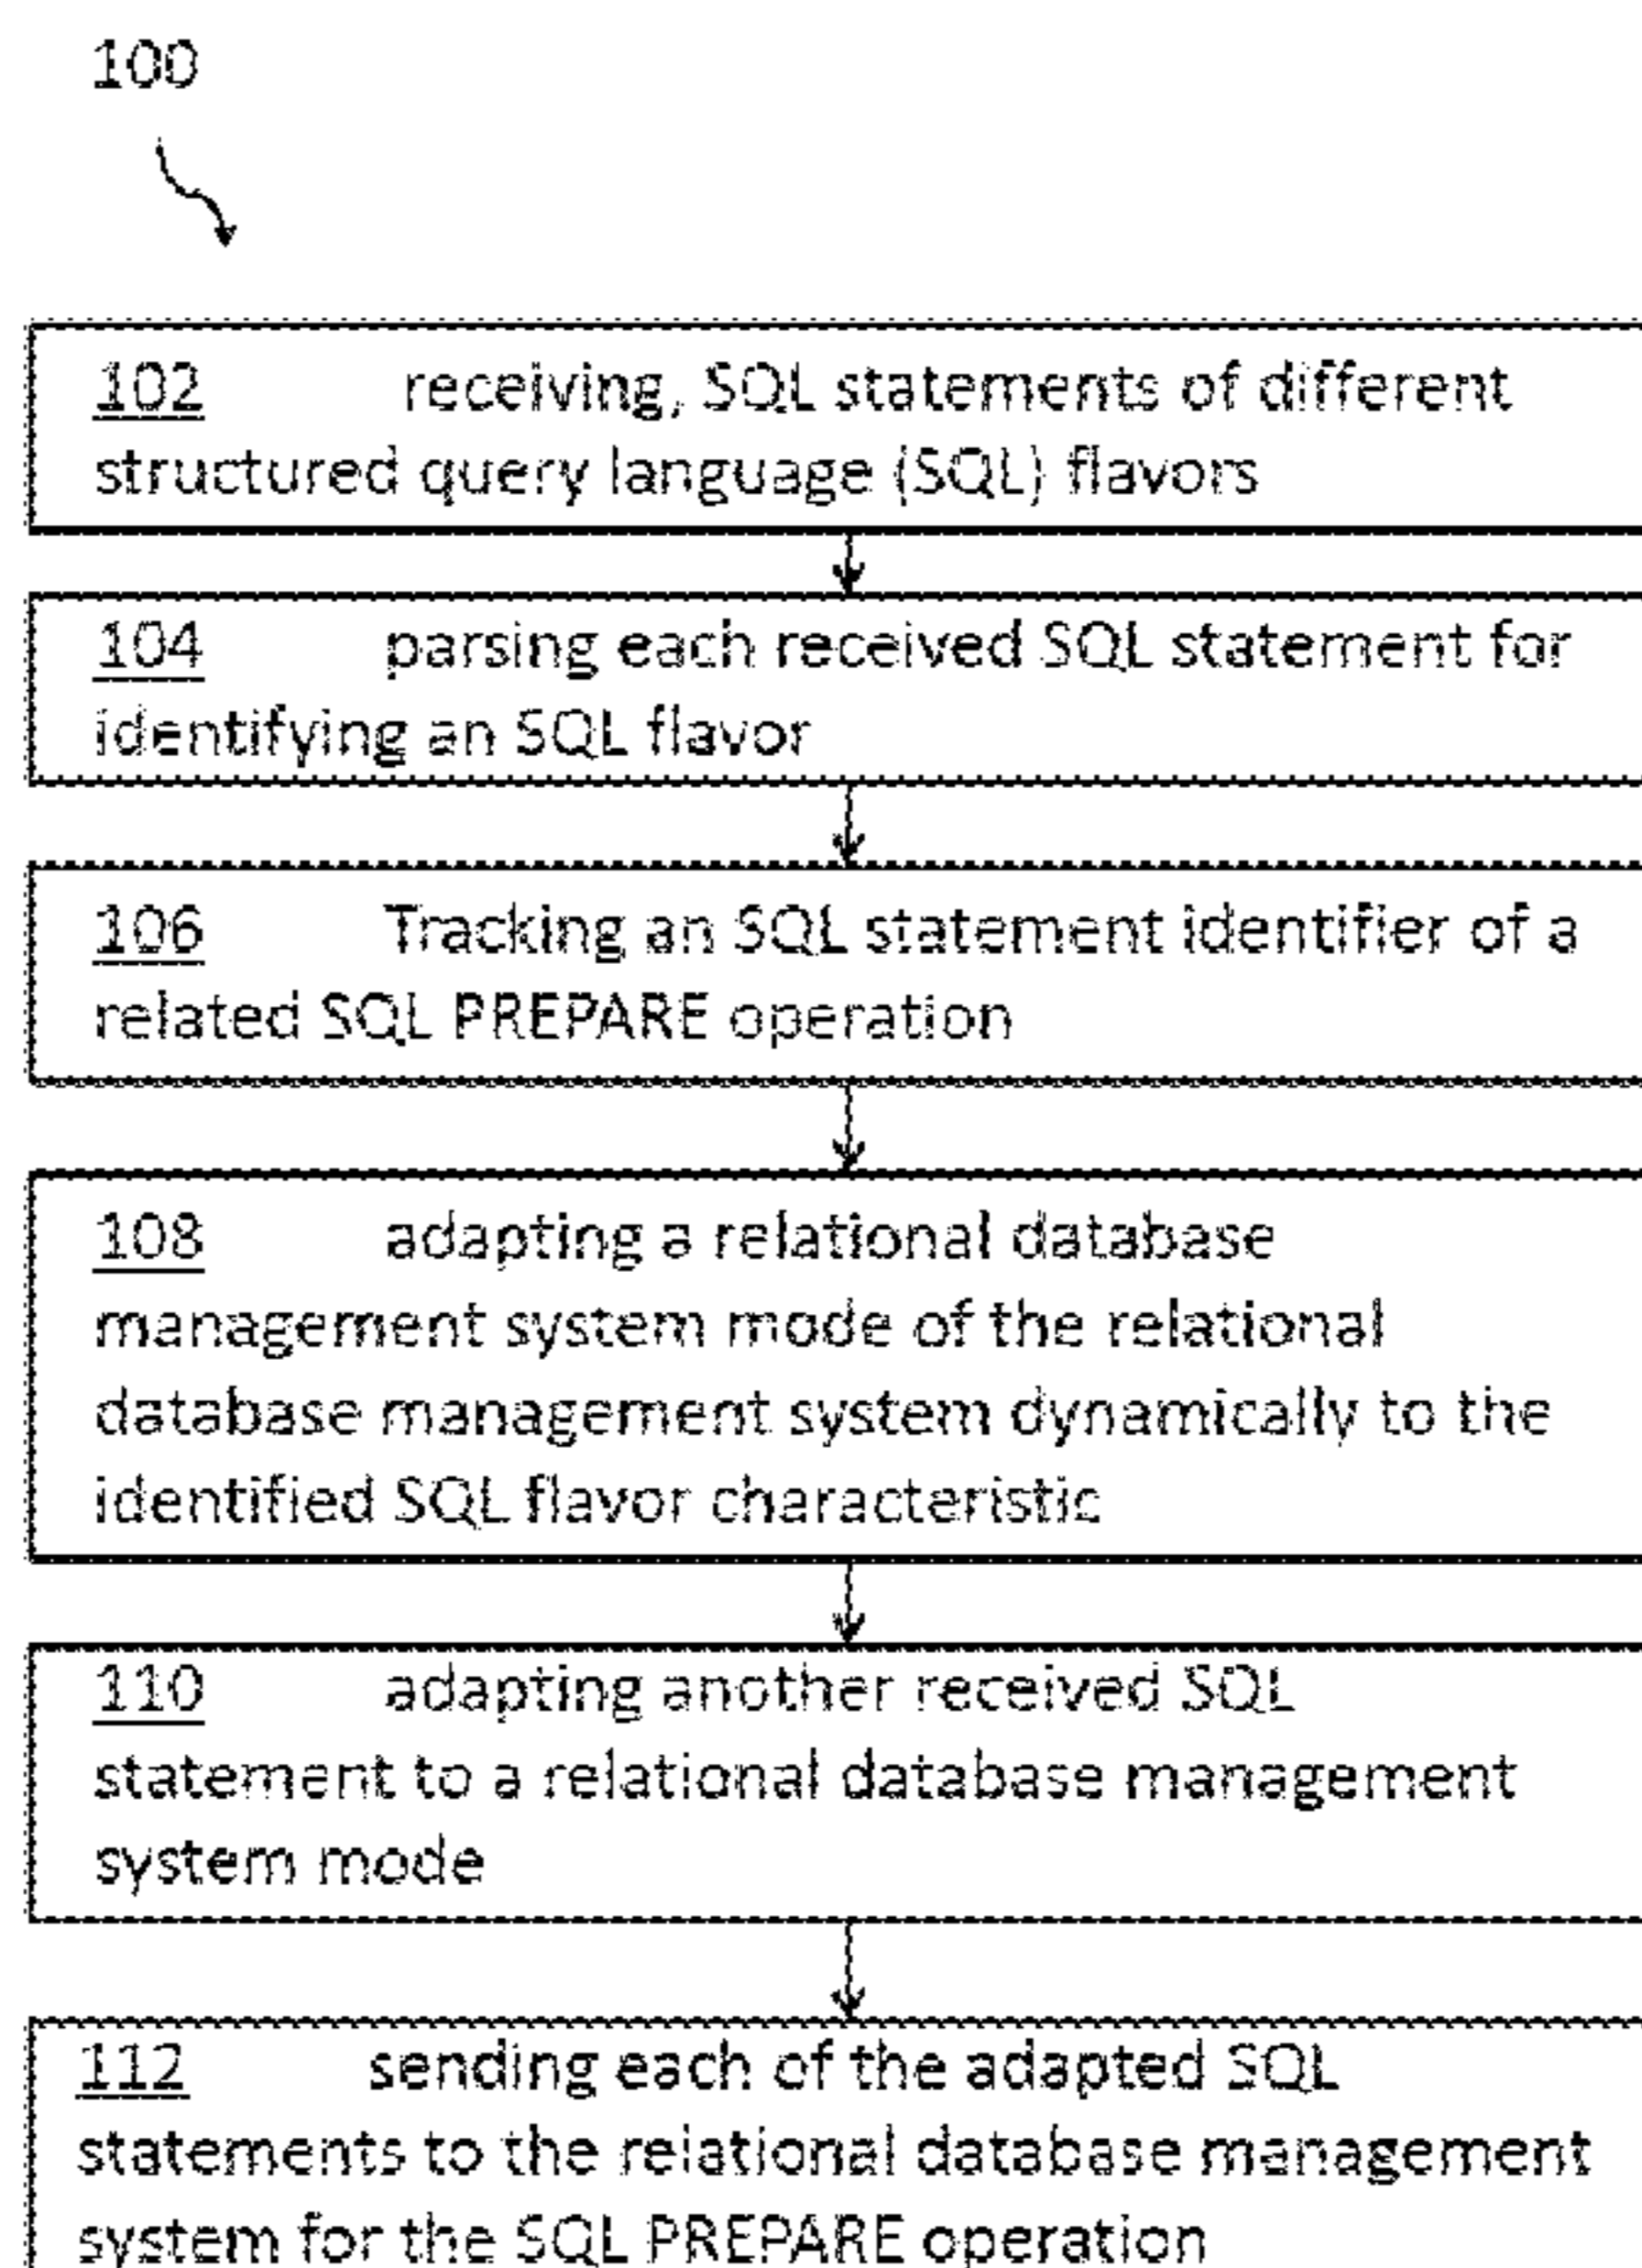 100
102 receiving, SQL statements of different
structured query language (SQL) flavors
104 parsing each received SQL statement for
identifying an SQL flavor
106 Tracking an SQL statement identifier of a
related SQL PREPARE operation
108 adapting a relational database
management system mode of the relational
database management system dynamically to the
identified SQL flavor characteristic
110 adapting another received SQL
statement to a relational database management
system mode
112 sending each of the adapted SQL
statements to the relational database management
system for the SQL PREPARE operation